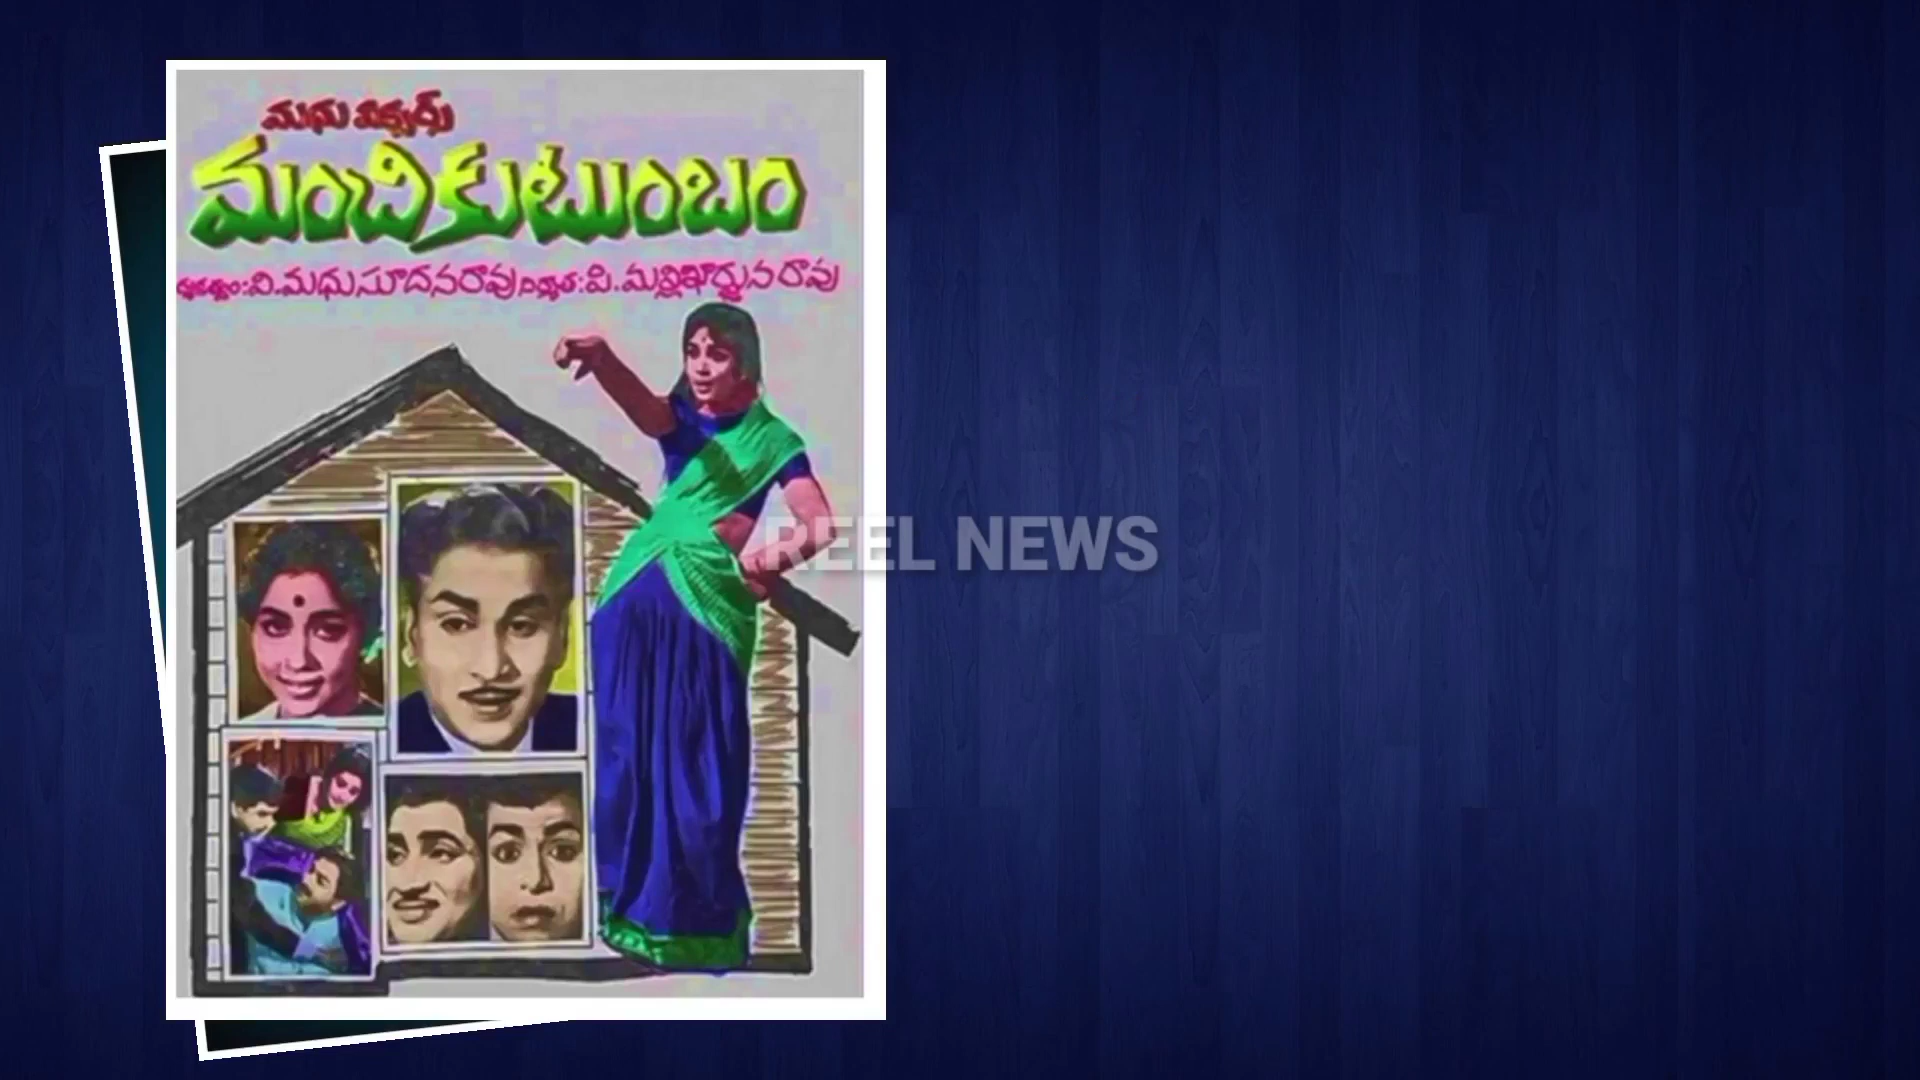 మధు పిక్చర్సు
మంచి కుటుంబం
దర్శకత్వం: వి. మధుసూదనరావు నిర్మాత: పి. మల్లిఖార్జునరావు
REEL NEWS